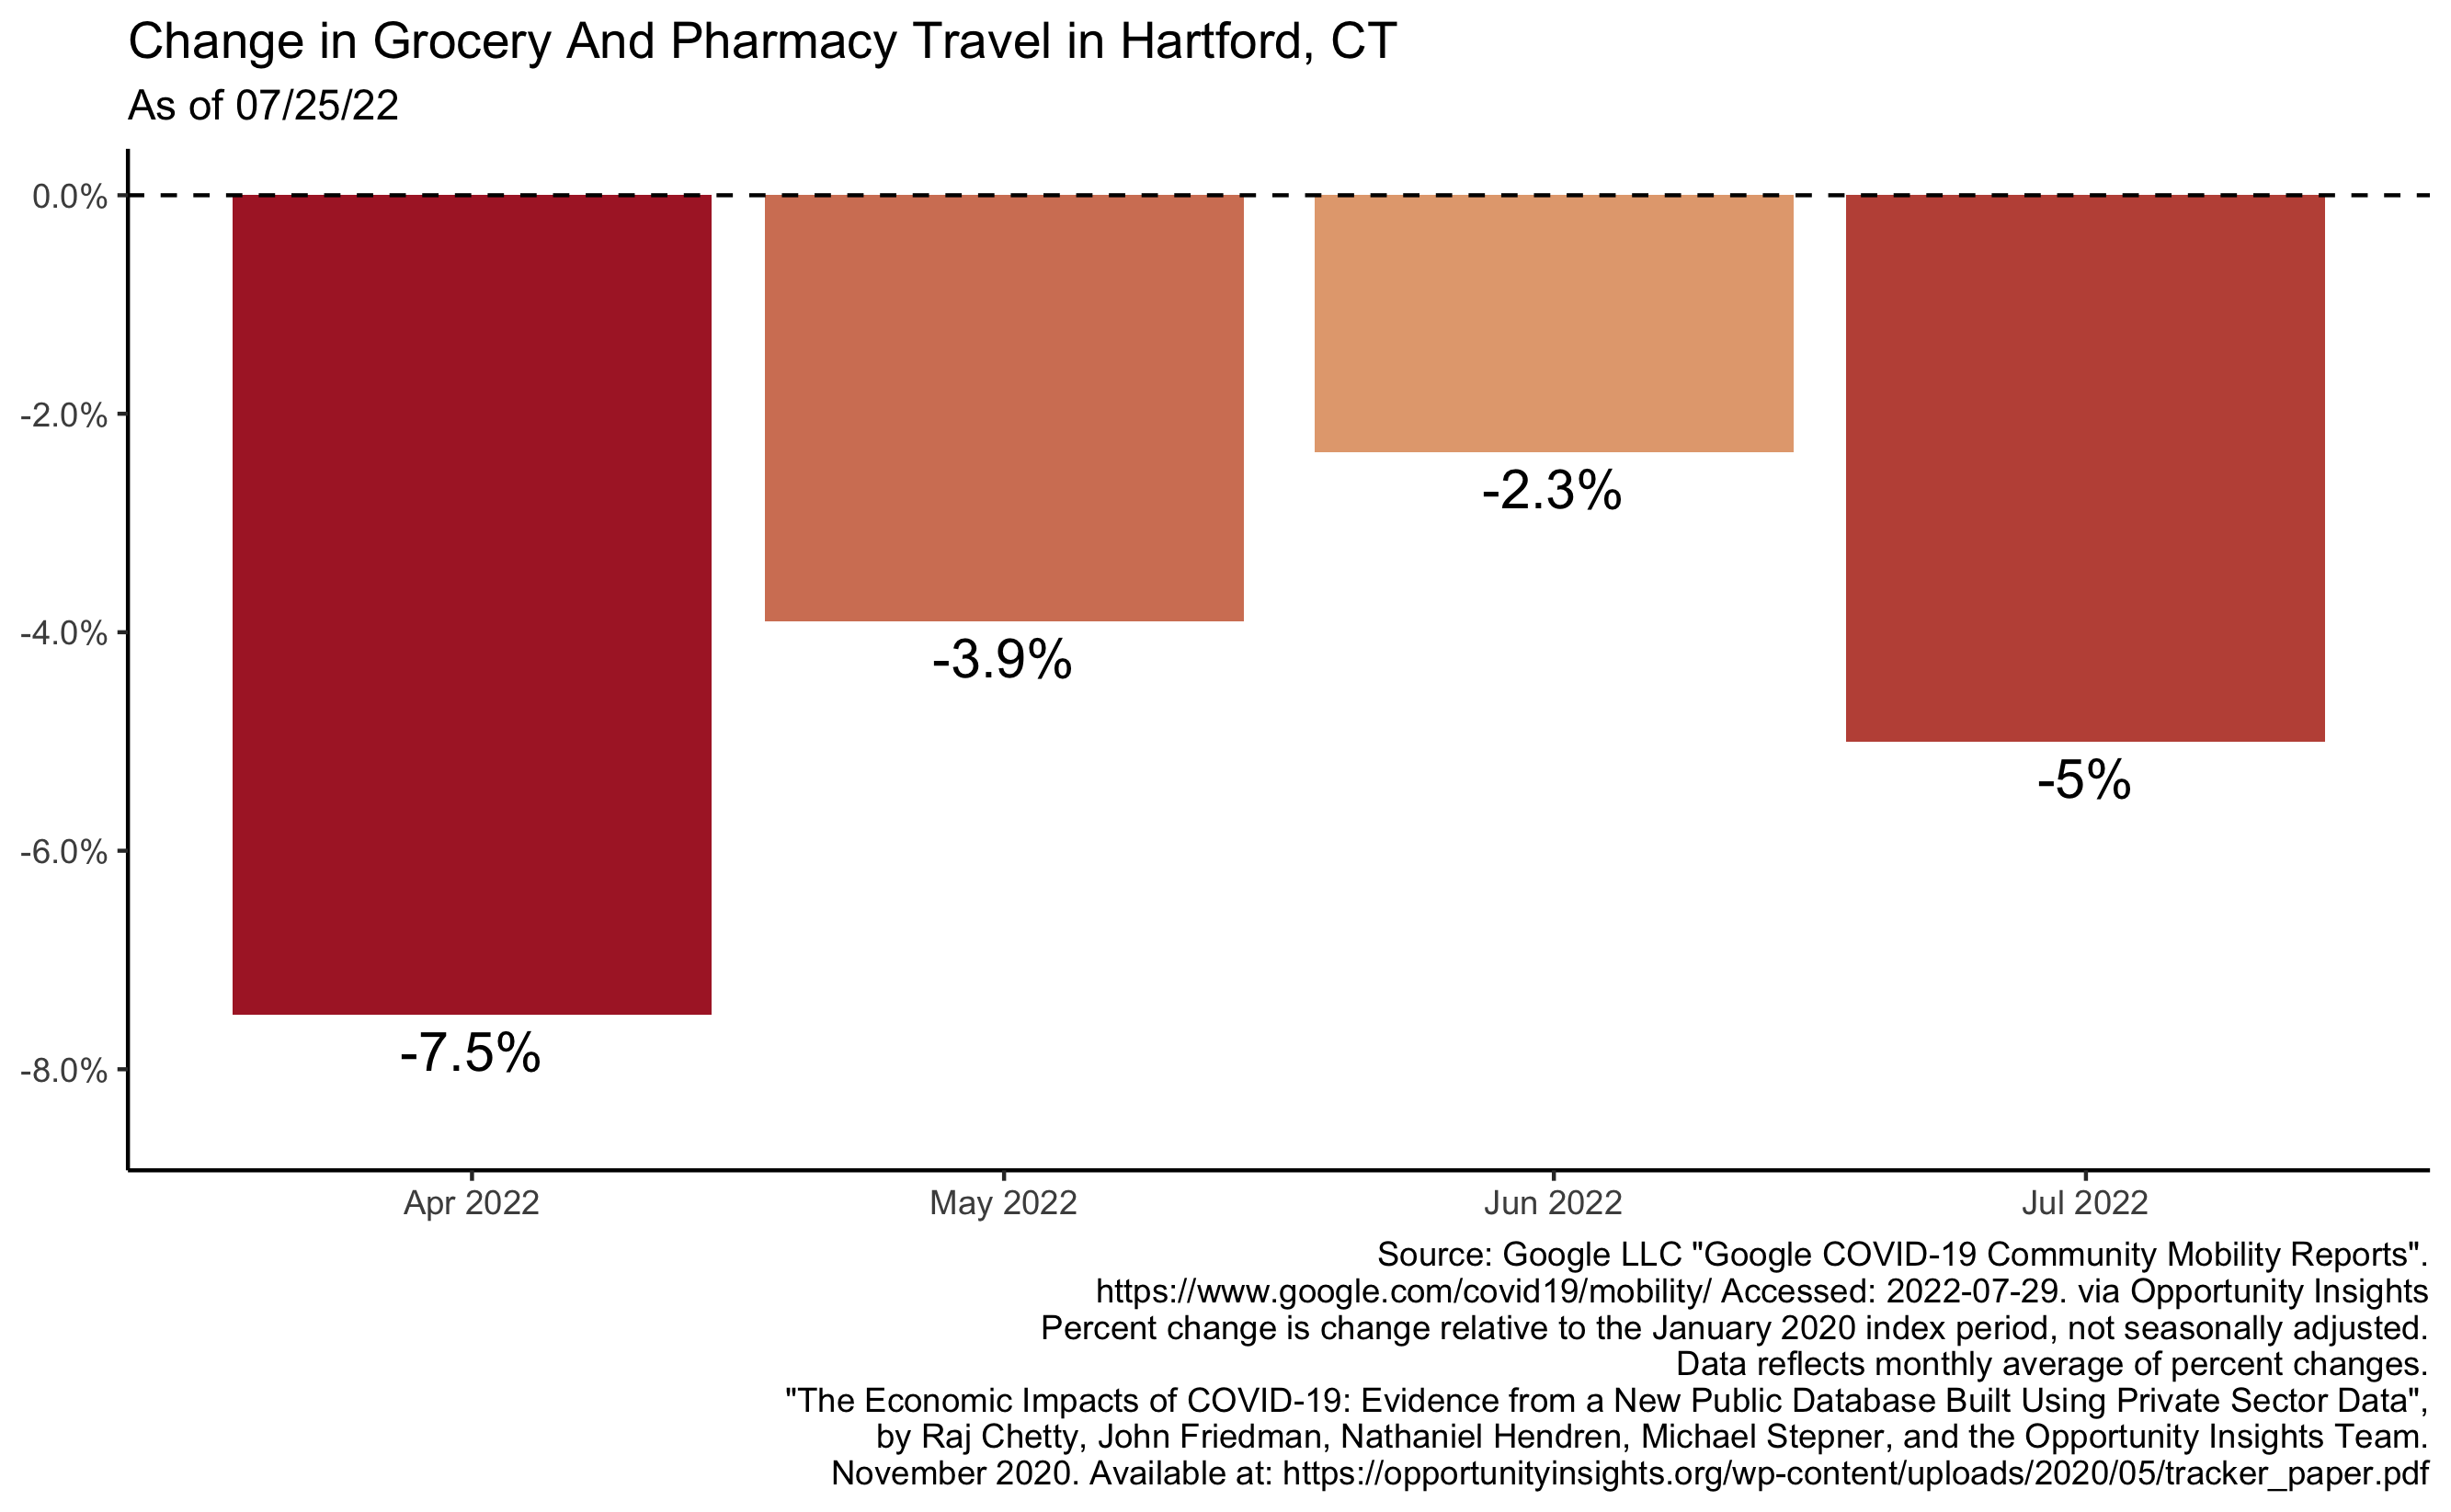 Change in Grocery And Pharmacy Travel in Hartford, CT
As of 07/25/22
0.0%
-2.0%
-4.0%
-6.0%
-8.0%
-7.5%
-3.9%
-2.3%
-5%
Apr 2022
May 2022
Jun 2022
Jul 2022
Source: Google LLC "Google COVID-19 Community Mobility Reports".
https://www.google.com/covid19/mobility/ Accessed: 2022-07-29. via Opportunity Insights
Percent change is change relative to the January 2020 index period, not seasonally adjusted.
Data reflects monthly average of percent changes.
"The Economic Impacts of COVID-19: Evidence from a New Public Database Built Using Private Sector Data",
by Raj Chetty, John Friedman, Nathaniel Hendren, Michael Stepner, and the Opportunity Insights Team.
November 2020. Available at: https://opportunityinsights.org/wp-content/uploads/2020/05/tracker_paper.pdf